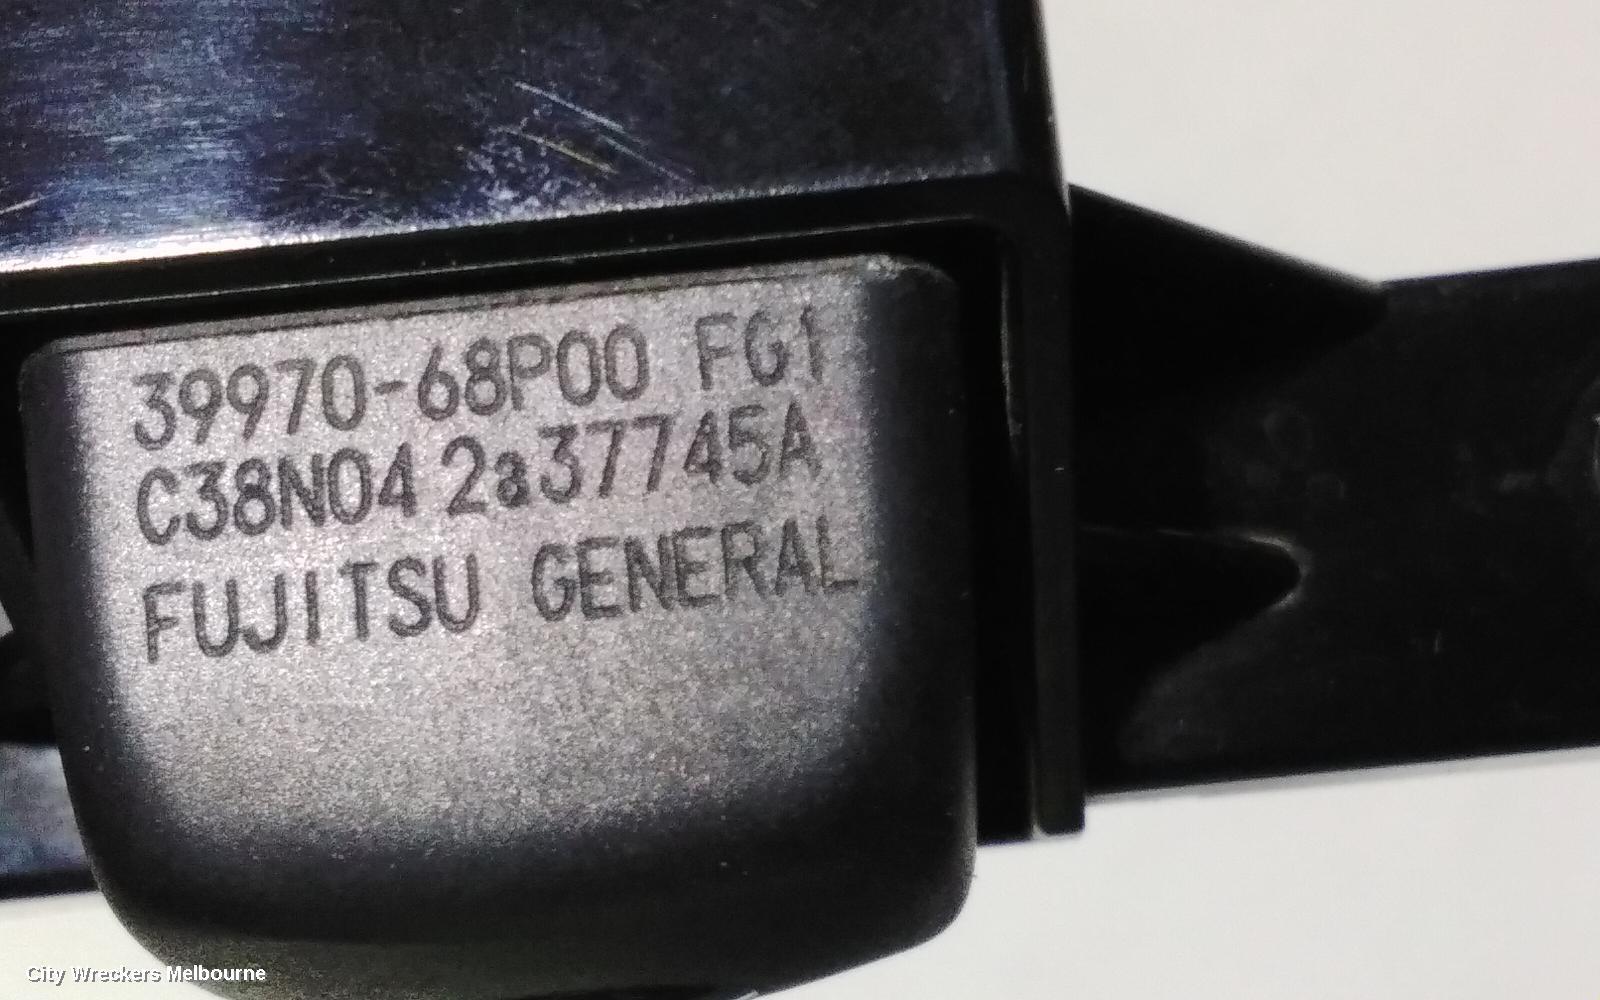 39970-68P00 FG1
C38N04 2a37745A
FUJITSU GENERAL
City Wreckers Melbourne